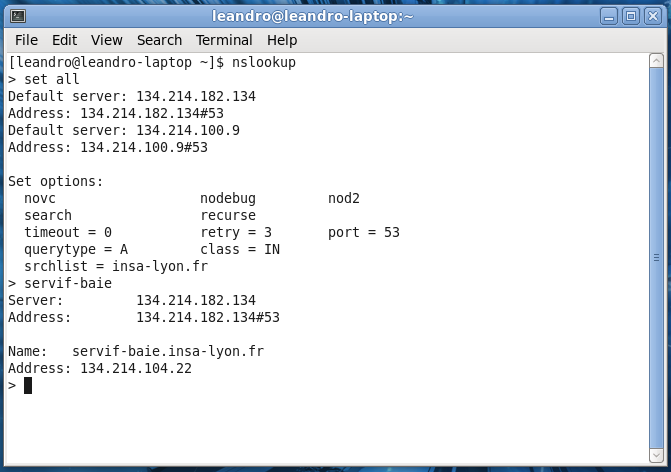 leandro@leandro-laptop:~
File Edit View Search Terminal Help
[leandro@leandro-laptop ~]$ nslookup
> set all
Default server: 134.214.182.134
Address: 134.214.182.134#53
Default server: 134.214.100.9
Address: 134.214.100.9#53
Set options:
novc nodebug nod2
search recurse
timeout = 0 retry = 3 port = 53
querytype = A class = IN
srchlist = insa-lyon.fr
> servif-baie
Server: 134.214.182.134
Address: 134.214.182.134#53
Name: servif-baie.insa-lyon.fr
Address: 134.214.104.22
>